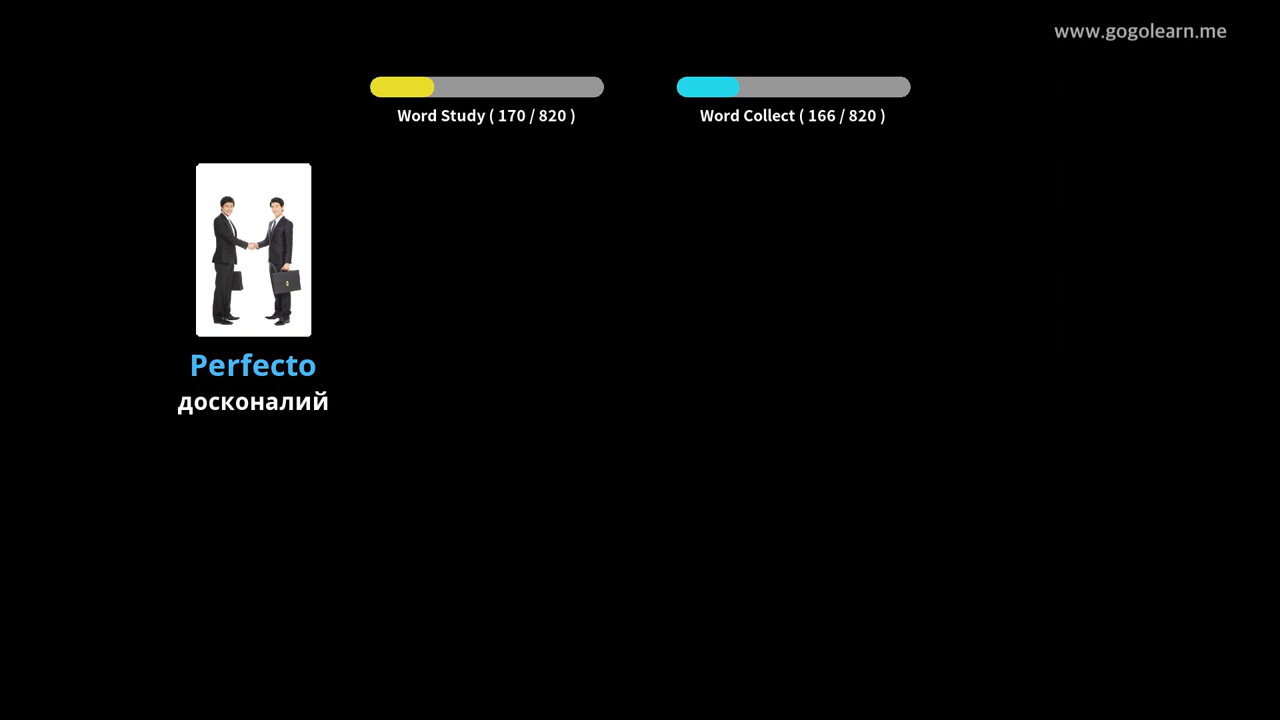 www.gogolearn.me
Word Study ( 170 / 820 )
Word Collect ( 166 / 820 )
Perfecto
досконалий